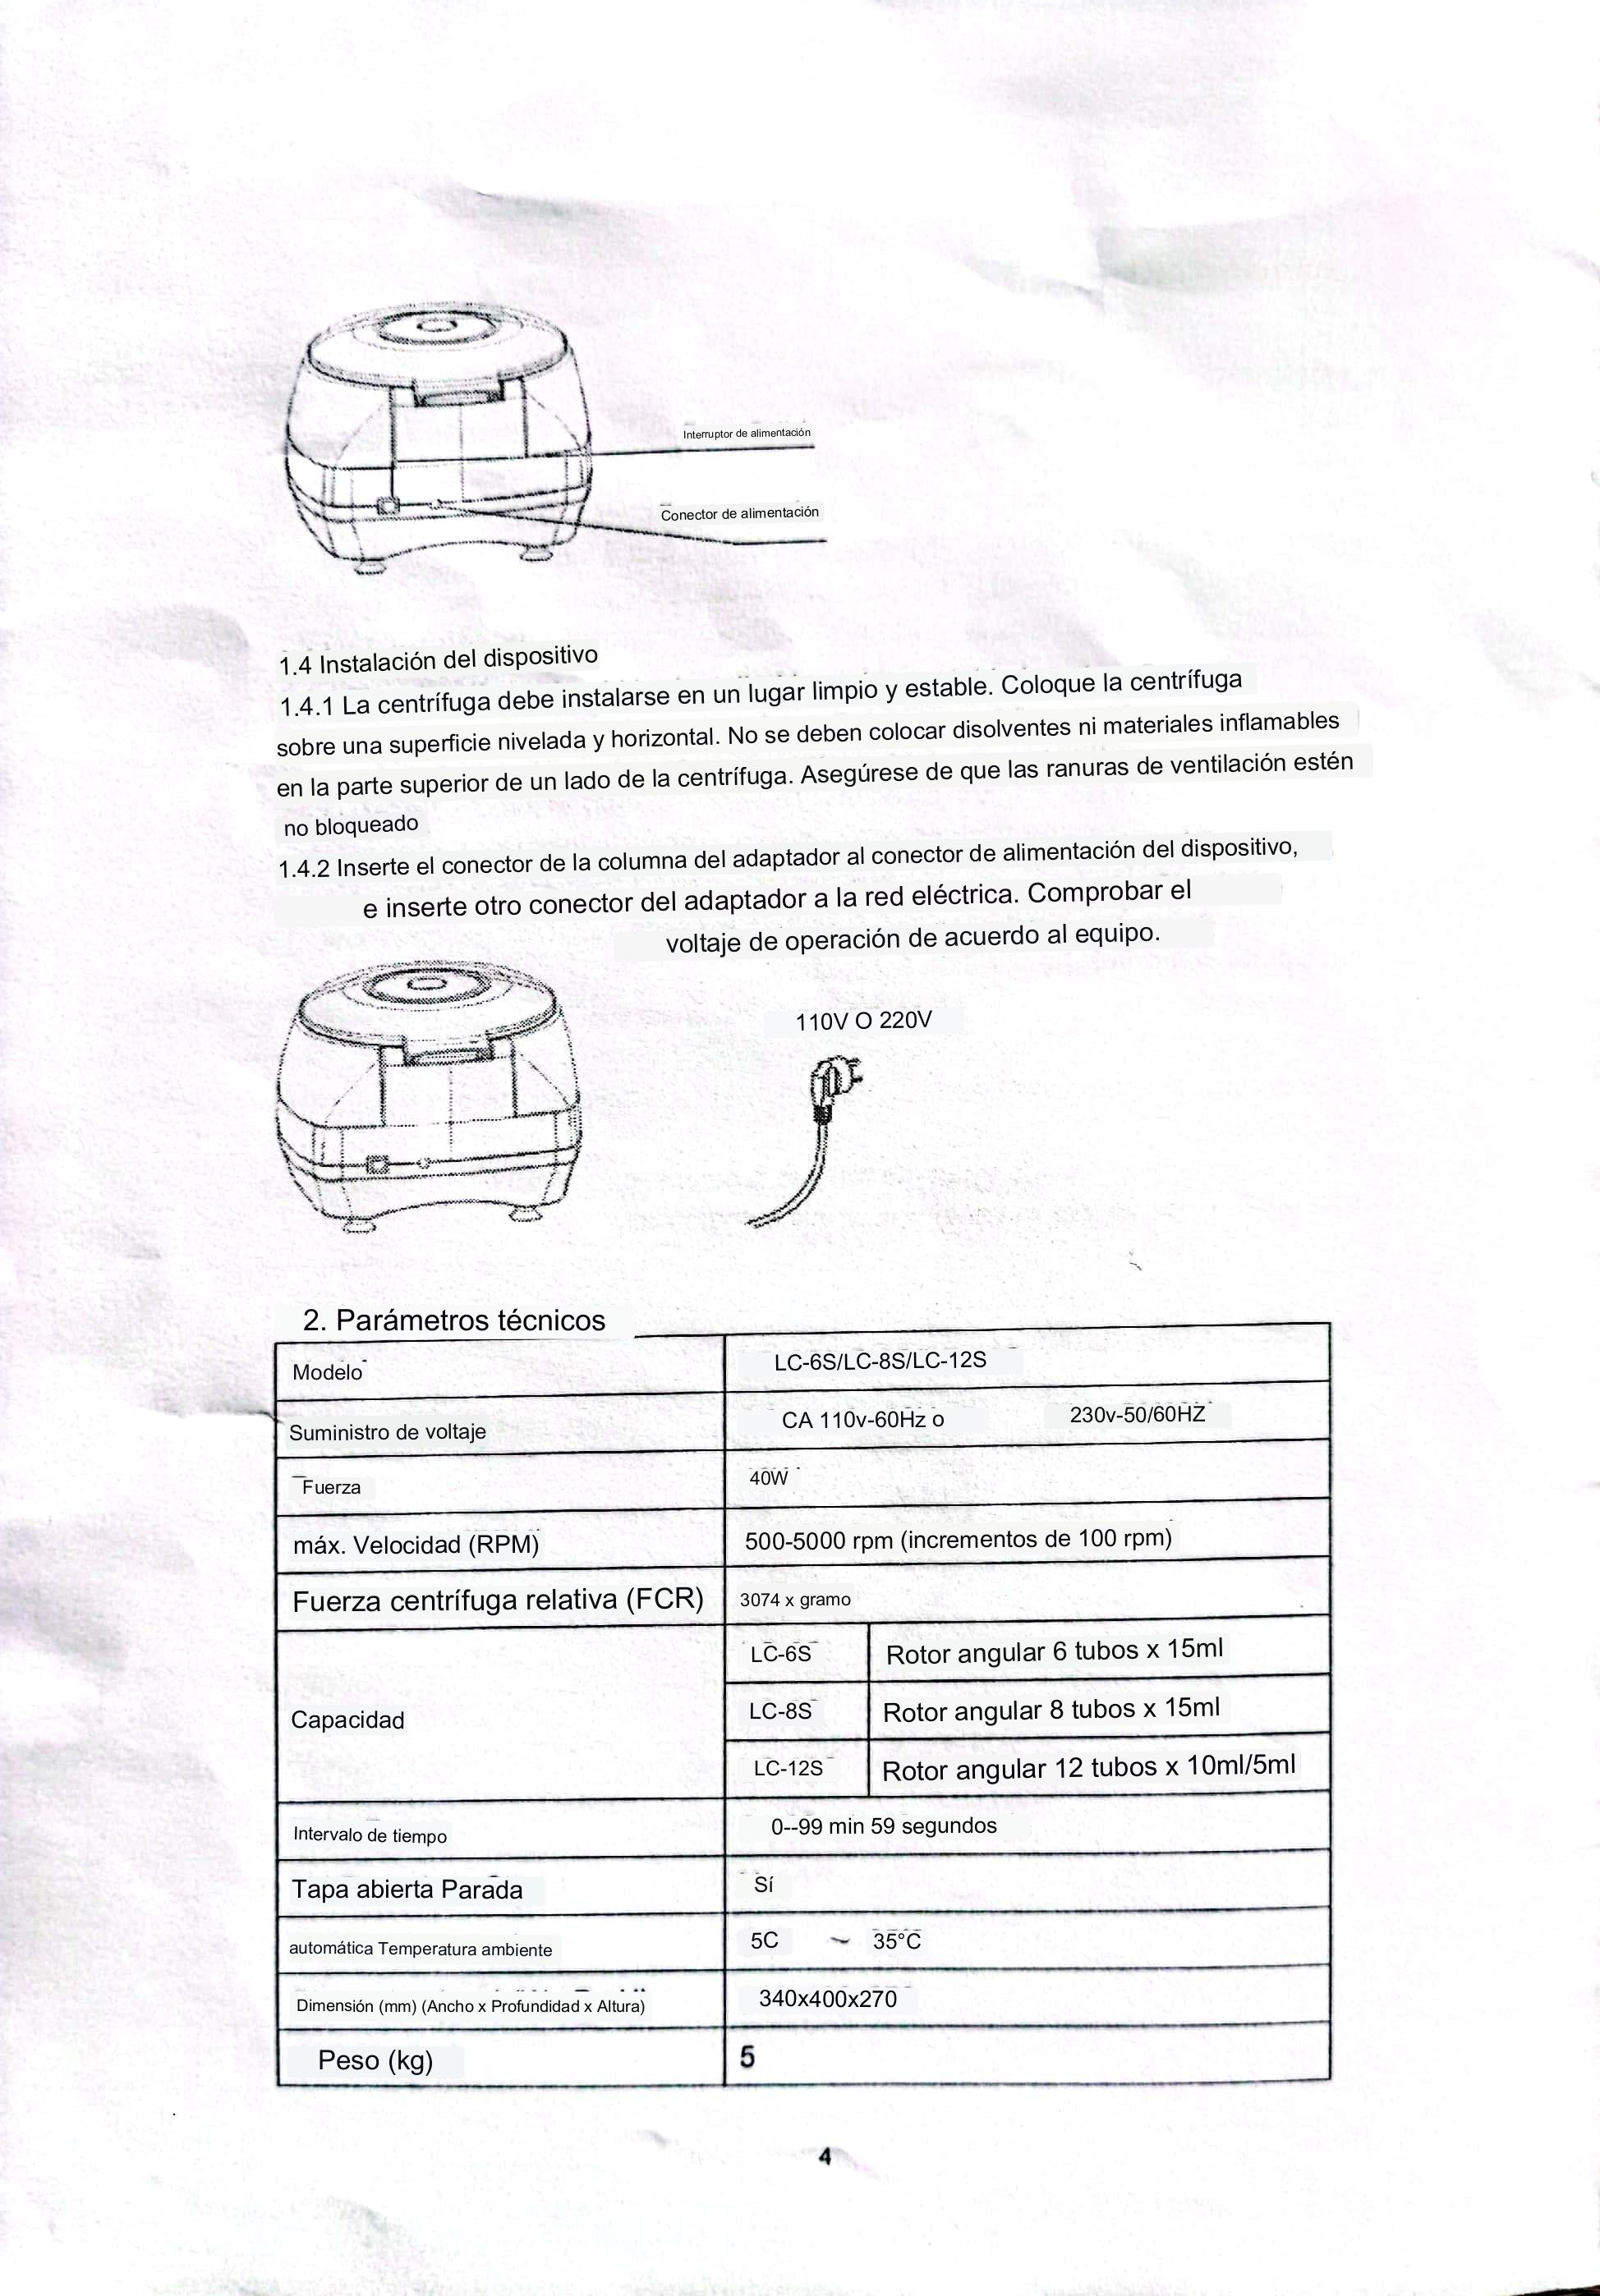 Interruptor de alimentación
Conector de alimentación
1.4 Instalación del dispositivo
1.4.1 La centrífuga debe instalarse en un lugar limpio y estable. Coloque la centrífuga
sobre una superficie nivelada y horizontal. No se deben colocar disolventes ni materiales inflamables
en la parte superior de un lado de la centrífuga. Asegúrese de que las ranuras de ventilación estén
no bloqueado
1.4.2 Inserte el conector de la columna del adaptador al conector de alimentación del dispositivo,
e inserte otro conector del adaptador a la red eléctrica. Comprobar el
voltaje de operación de acuerdo al equipo.
110V O 220V
2. Parámetros técnicos
Modelo LC-6S/LC-8S/LC-12S
Suministro de voltaje CA 110v-60Hz o 230v-50/60HZ
Fuerza 40W
máx. Velocidad (RPM) 500-5000 rpm (incrementos de 100 rpm)
Fuerza centrífuga relativa (FCR) 3074 x gramo
Capacidad
LC-6S Rotor angular 6 tubos x 15ml
LC-8S Rotor angular 8 tubos x 15ml
LC-12S Rotor angular 12 tubos x 10ml/5ml
Intervalo de tiempo 0--99 min 59 segundos
Tapa abierta Parada Sí
automática Temperatura ambiente 5C ~ 35°C
Dimensión (mm) (Ancho x Profundidad x Altura) 340x400x270
Peso (kg) 5
4